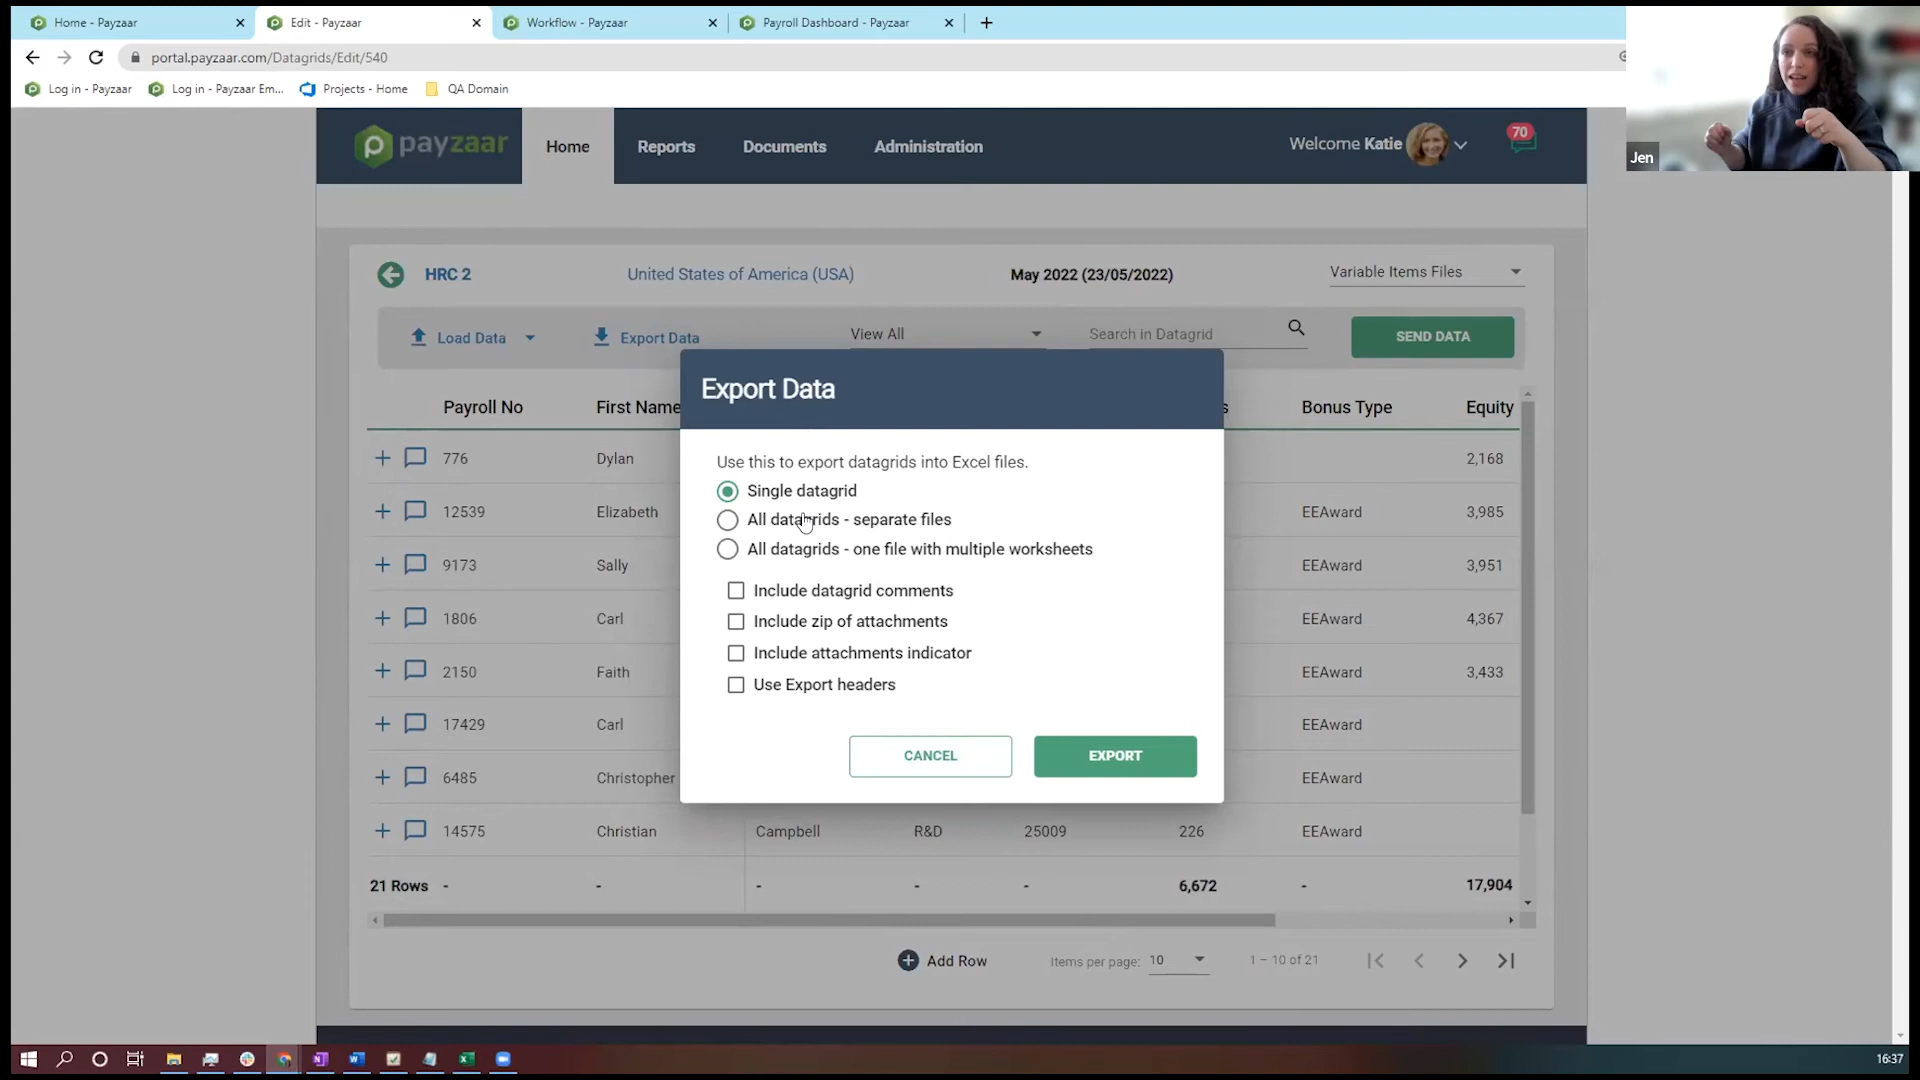 Home - Payzaar
Edit - Payzaar
Workflow - Payzaar
Payroll Dashboard - Payzaar
portal.payzaar.com/Datagrids/Edit/540
Log in - Payzaar
Log in - Payzaar Em...
Projects - Home
QA Domain
payzaar
Home
Reports
Documents
Administration
Welcome Katie
70
Jen
HRC 2
United States of America (USA)
May 2022 (23/05/2022)
Variable Items Files
Load Data
Export Data
View All
Search in Datagrid
SEND DATA
Payroll No First Name s Bonus Type Equity
776 Dylan 2,168
12539 Elizabeth EEAward 3,985
9173 Sally EEAward 3,951
1806 Carl EEAward 4,367
2150 Faith EEAward 3,433
17429 Carl EEAward
6485 Christopher EEAward
14575 Christian Campbell R&D 25009 226 EEAward
21 Rows - - - - - 6,672 - 17,904
Export Data
Use this to export datagrids into Excel files.
Single datagrid
All datagrids - separate files
All datagrids - one file with multiple worksheets
Include datagrid comments
Include zip of attachments
Include attachments indicator
Use Export headers
CANCEL
EXPORT
Add Row
Items per page: 10
1 – 10 of 21
16:37